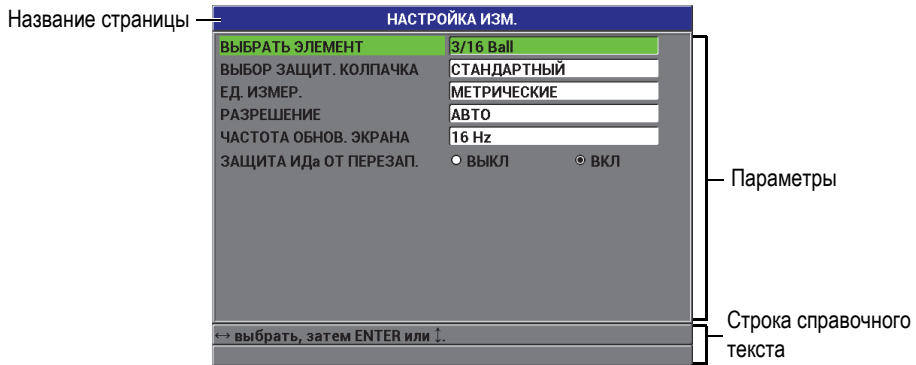 Название страницы
НАСТРОЙКА ИЗМ.
ВЫБРАТЬ ЭЛЕМЕНТ 3/16 Ball
ВЫБОР ЗАЩИТ. КОЛПАЧКА СТАНДАРТНЫЙ
ЕД. ИЗМЕР. МЕТРИЧЕСКИЕ
РАЗРЕШЕНИЕ АВТО
ЧАСТОТА ОБНОВ. ЭКРАНА 16 Hz
ЗАЩИТА ИДа ОТ ПЕРЕЗАП. ВЫКЛ ВКЛ
Параметры
↔ выбрать, затем ENTER или ↕.
Строка справочного
текста